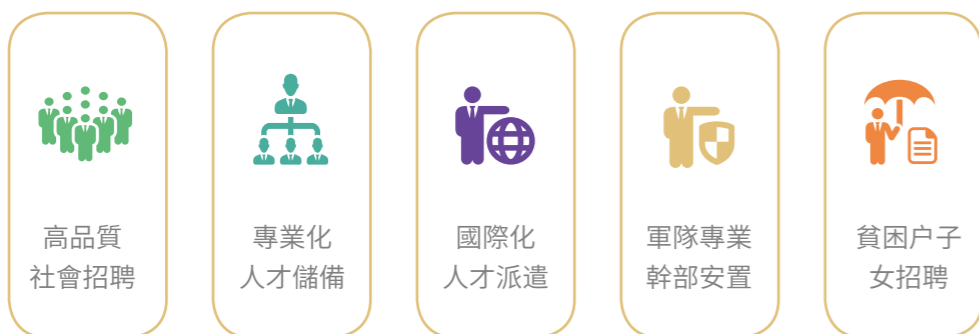 高品質
社會招聘
專業化
人才儲備
國際化
人才派遣
軍隊專業
幹部安置
貧困户子
女招聘